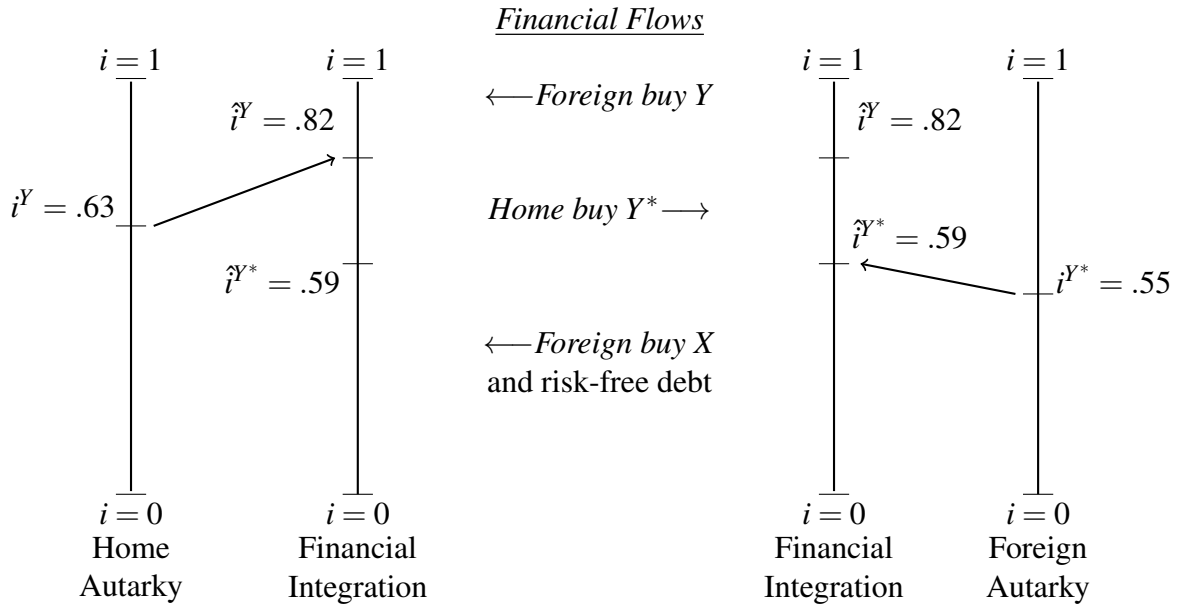 Financial Flows
i = 1
i = 1
i = 1
i = 1
←—Foreign buy Y
î^Y = .82
î^Y = .82
i^Y = .63
Home buy Y*—→
î^{Y*} = .59
î^{Y*} = .59
i^{Y*} = .55
←—Foreign buy X
and risk-free debt
i = 0
i = 0
i = 0
i = 0
Home
Autarky
Financial
Integration
Financial
Integration
Foreign
Autarky